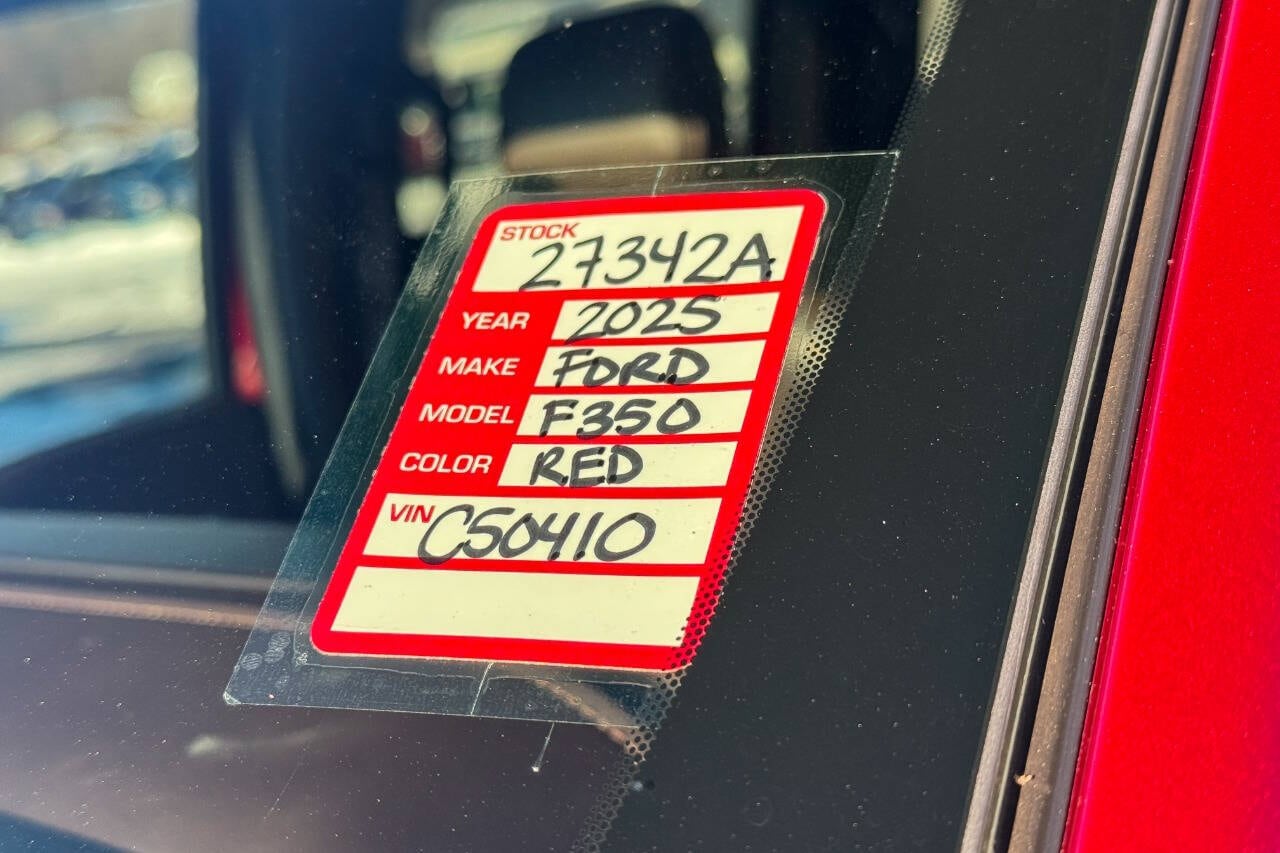 STOCK 27342A
YEAR 2025
MAKE FORD
MODEL F350
COLOR RED
VIN C50410